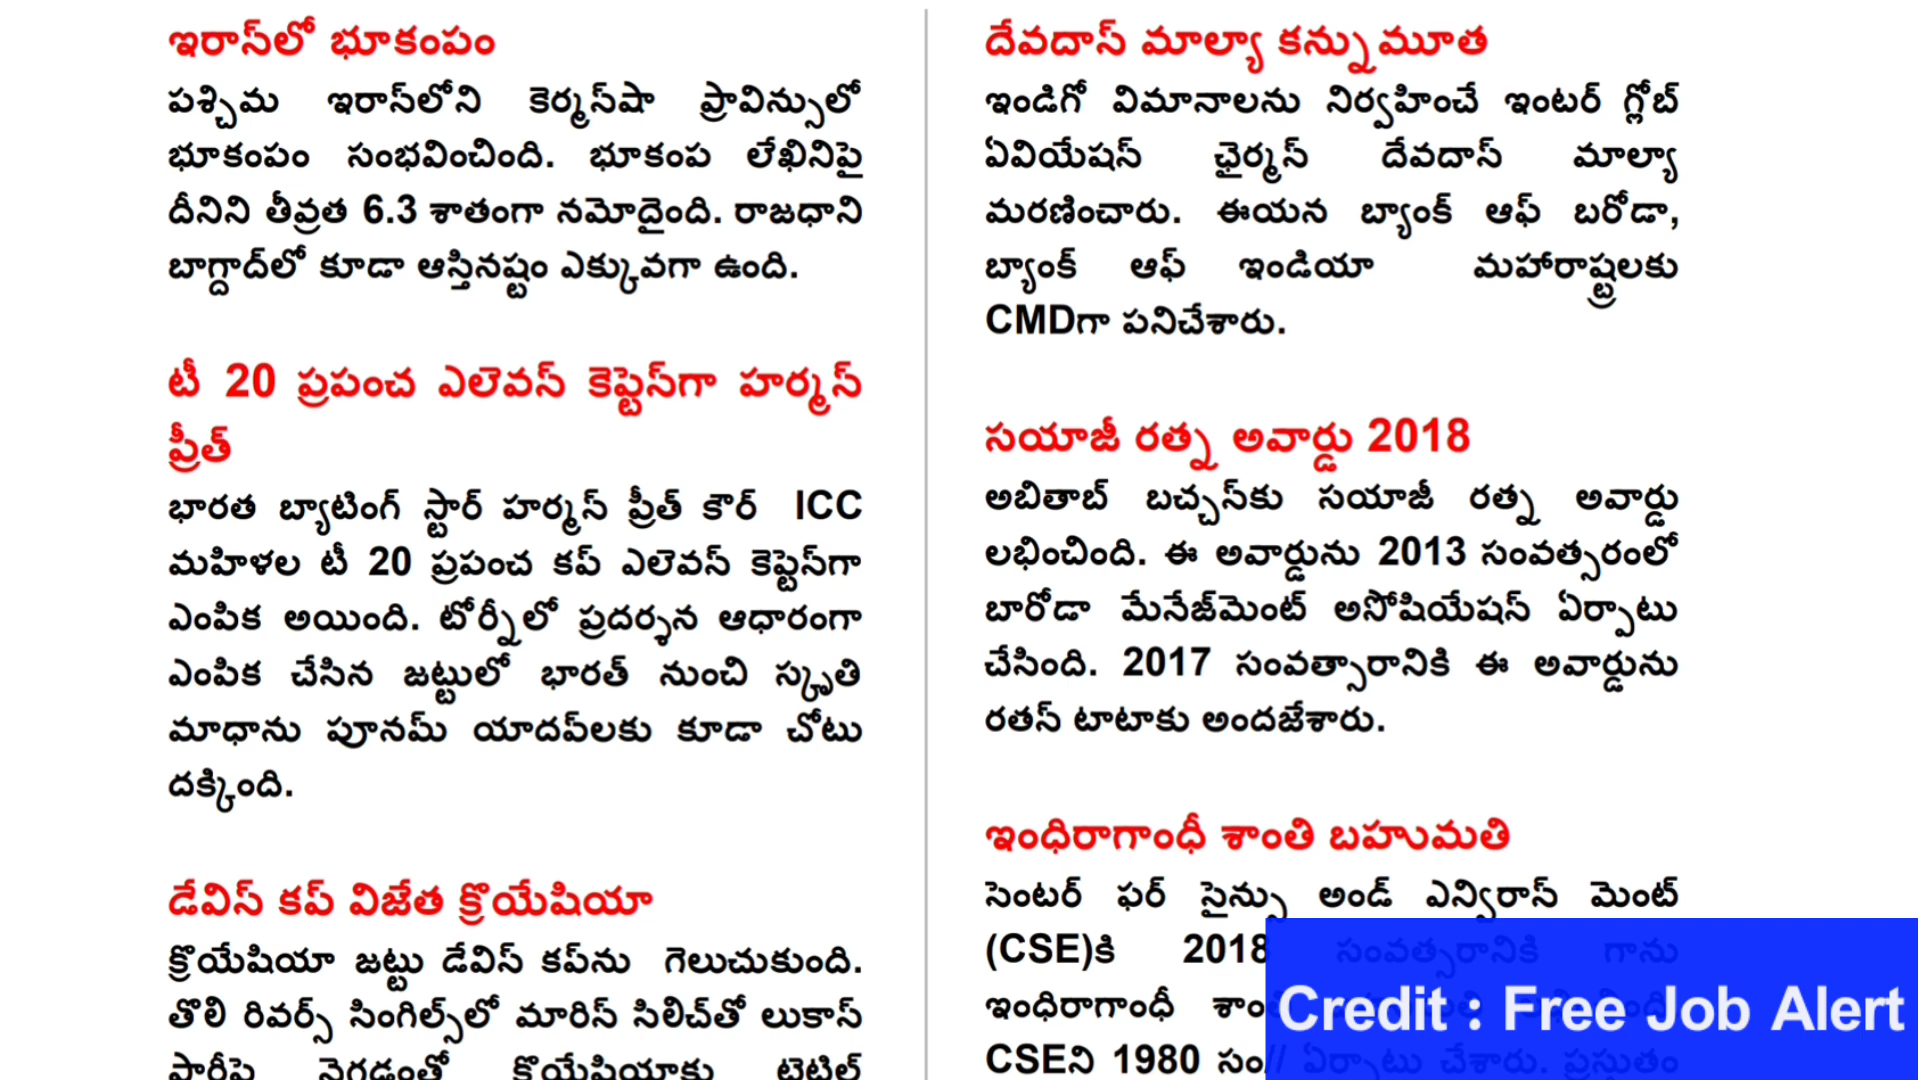 ఇరాన్‌లో భూకంపం
పశ్చిమ ఇరాన్‌లోని కెర్మన్‌షా ప్రావిన్సులో
భూకంపం సంభవించింది. భూకంప లేఖినిపై
దీనిని తీవ్రత 6.3 శాతంగా నమోదైంది. రాజధాని
బాగ్దాద్‌లో కూడా ఆస్తినష్టం ఎక్కువగా ఉంది.
టీ 20 ప్రపంచ ఎలెవన్ కెప్టెన్‌గా హర్మన్
ప్రీత్
భారత బ్యాటింగ్ స్టార్ హర్మన్ ప్రీత్ కౌర్ ICC
మహిళల టీ 20 ప్రపంచ కప్ ఎలెవన్ కెప్టెన్‌గా
ఎంపిక అయింది. టోర్నీలో ప్రదర్శన ఆధారంగా
ఎంపిక చేసిన జట్టులో భారత్ నుంచి స్కృతి
మాధాను పూనమ్ యాదవ్‌లకు కూడా చోటు
దక్కింది.
డేవిస్ కప్ విజేత క్రొయేషియా
క్రొయేషియా జట్టు డేవిస్ కప్‌ను గెలుచుకుంది.
తొలి రివర్స్ సింగిల్స్‌లో మారిన్ సిలిచ్‌తో లుకాస్
దేవదాస్ మాల్యా కన్నుమూత
ఇండిగో విమానాలను నిర్వహించే ఇంటర్ గ్లోబ్
ఏవియేషన్ ఛైర్మన్ దేవదాస్ మాల్యా
మరణించారు. ఈయన బ్యాంక్ ఆఫ్ బరోడా,
బ్యాంక్ ఆఫ్ ఇండియా మహారాష్ట్రలకు
CMDగా పనిచేశారు.
సయాజీ రత్న అవార్డు 2018
అబితాబ్ బచ్చన్‌కు సయాజీ రత్న అవార్డు
లభించింది. ఈ అవార్డును 2013 సంవత్సరంలో
బారోడా మేనేజ్‌మెంట్ అసోషియేషన్ ఏర్పాటు
చేసింది. 2017 సంవత్సారానికి ఈ అవార్డును
రతన్ టాటాకు అందజేశారు.
ఇంధిరాగాంధీ శాంతి బహుమతి
సెంటర్ ఫర్ సైన్సు అండ్ ఎన్విరాన్ మెంట్
(CSE)కి 2018 సంవత్సరానికి గాను
ఇంధిరాగాంధీ
CSEని 1980 సం// ఏర్పాటు చేశారు. ప్రస్తుతం
Credit : Free Job Alert